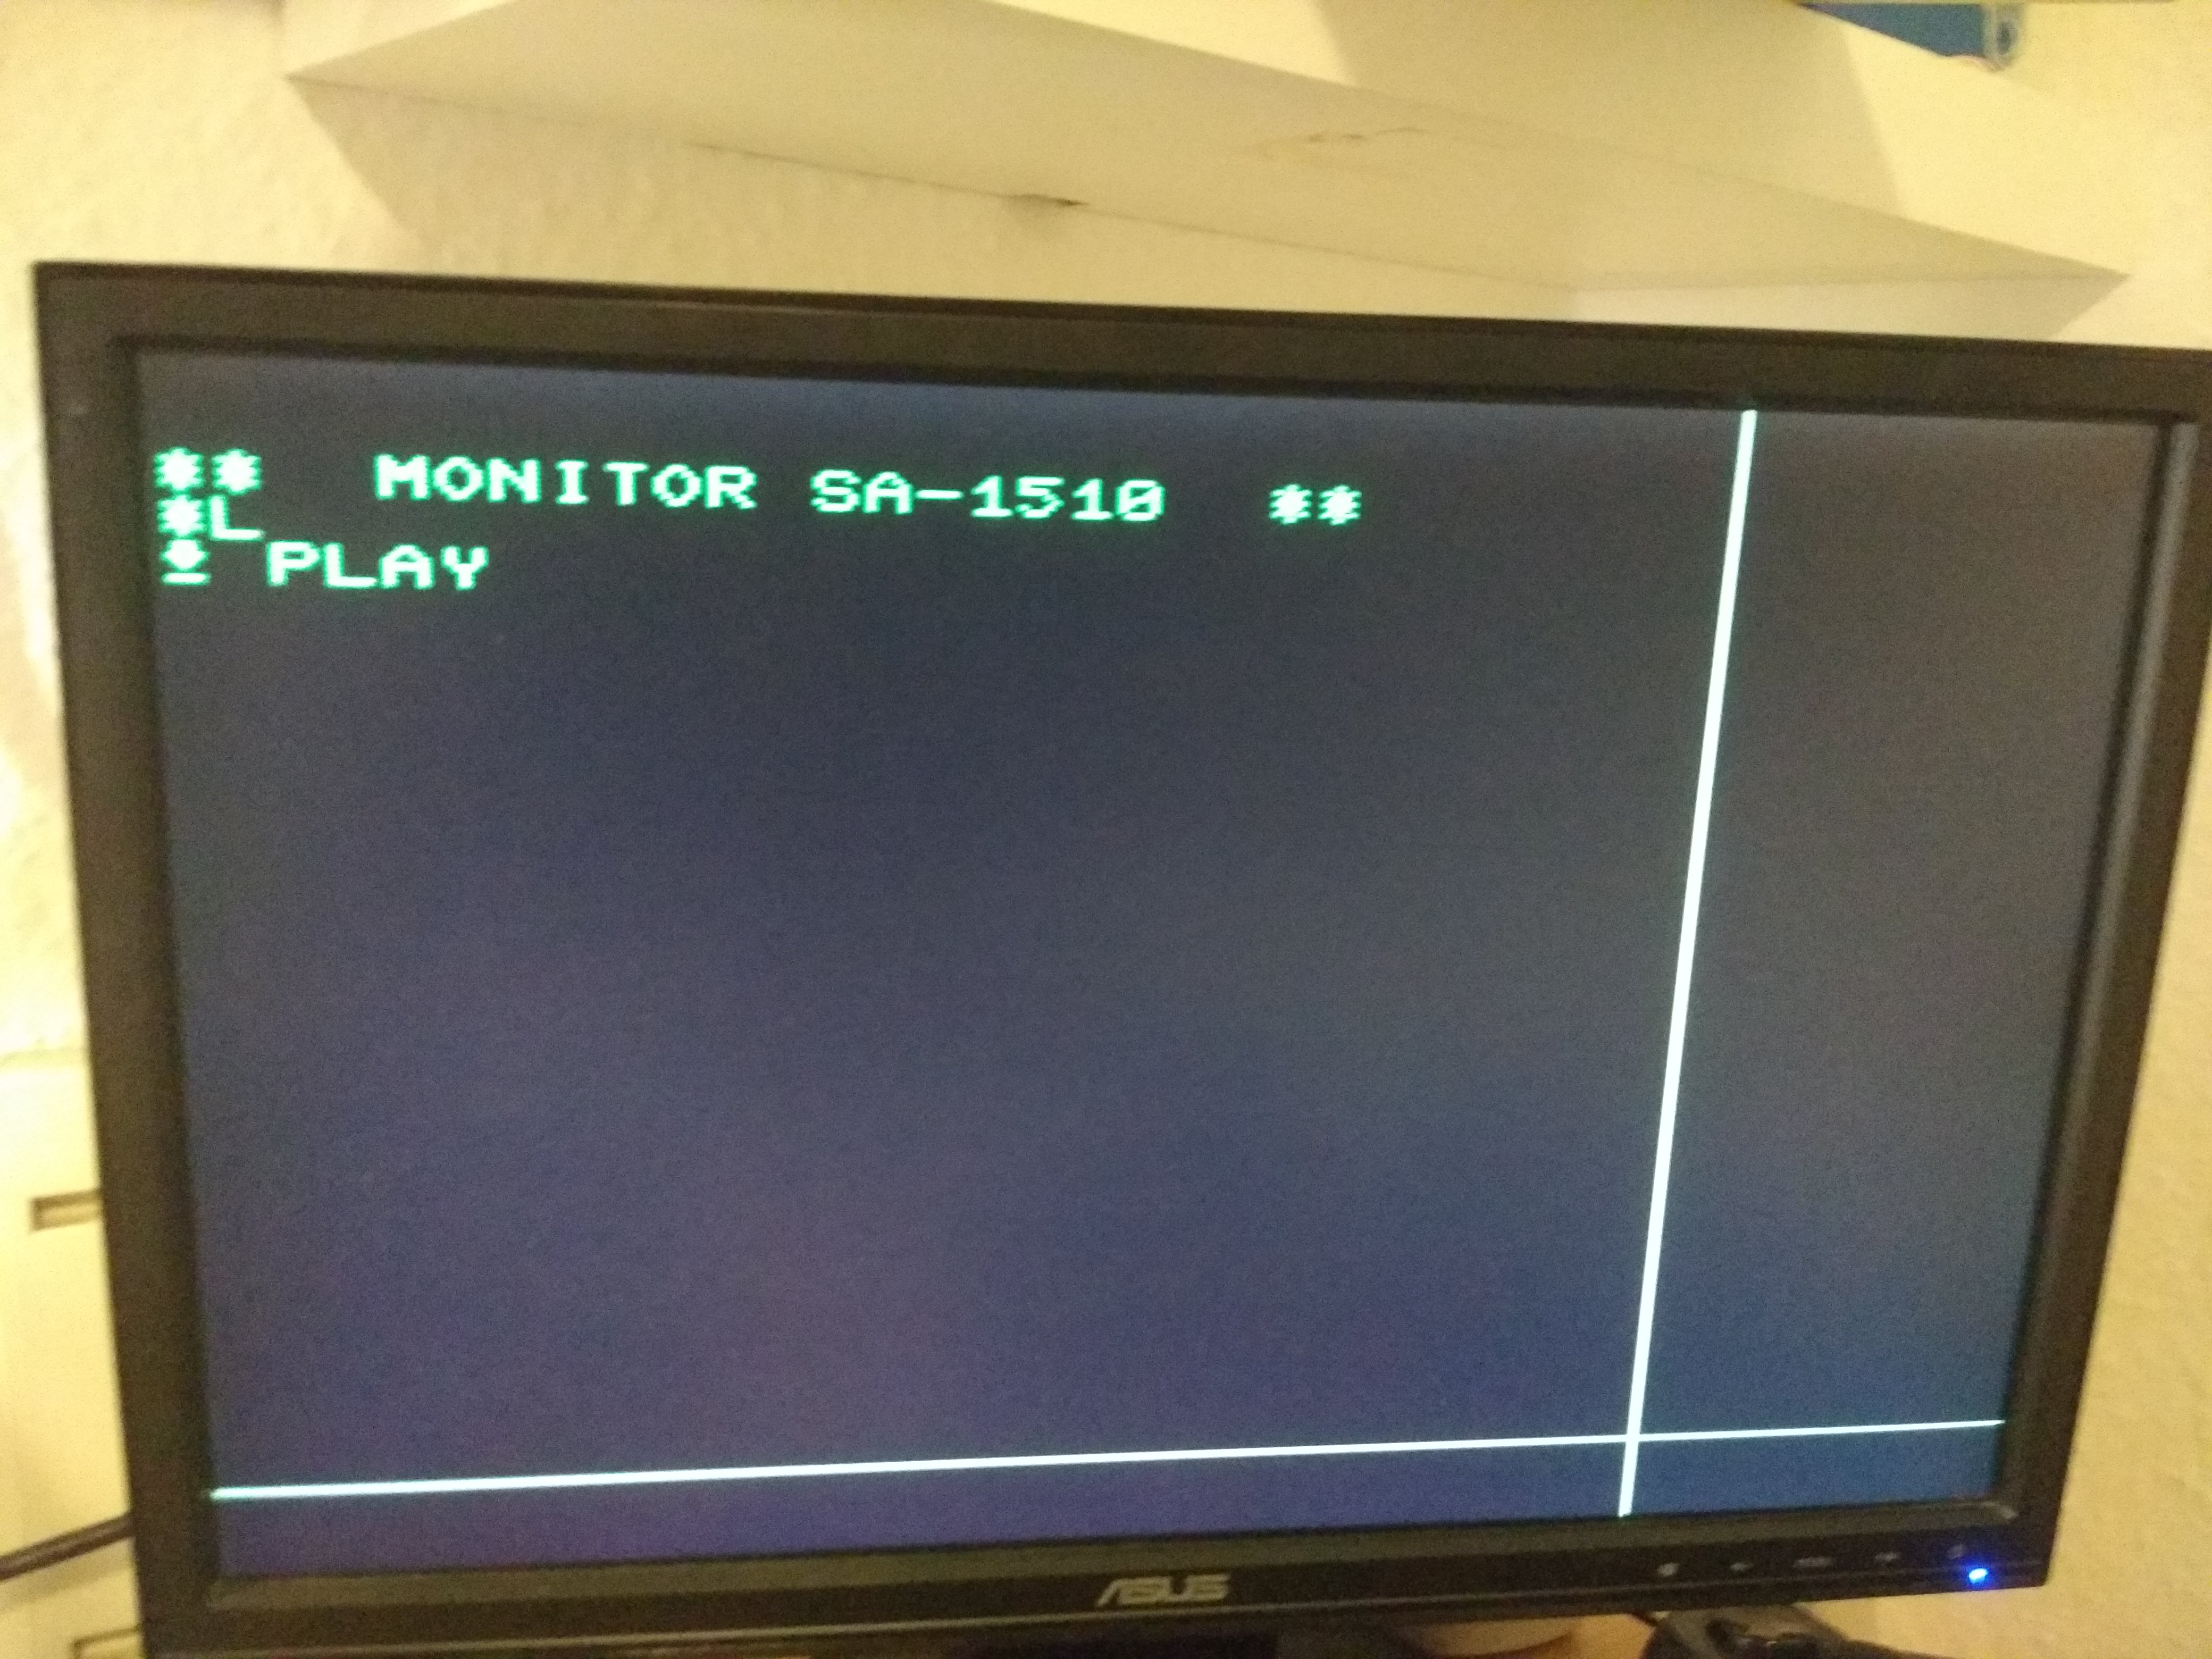 ** MONITOR SA-1510 **
*L
⤓ PLAY
ASUS